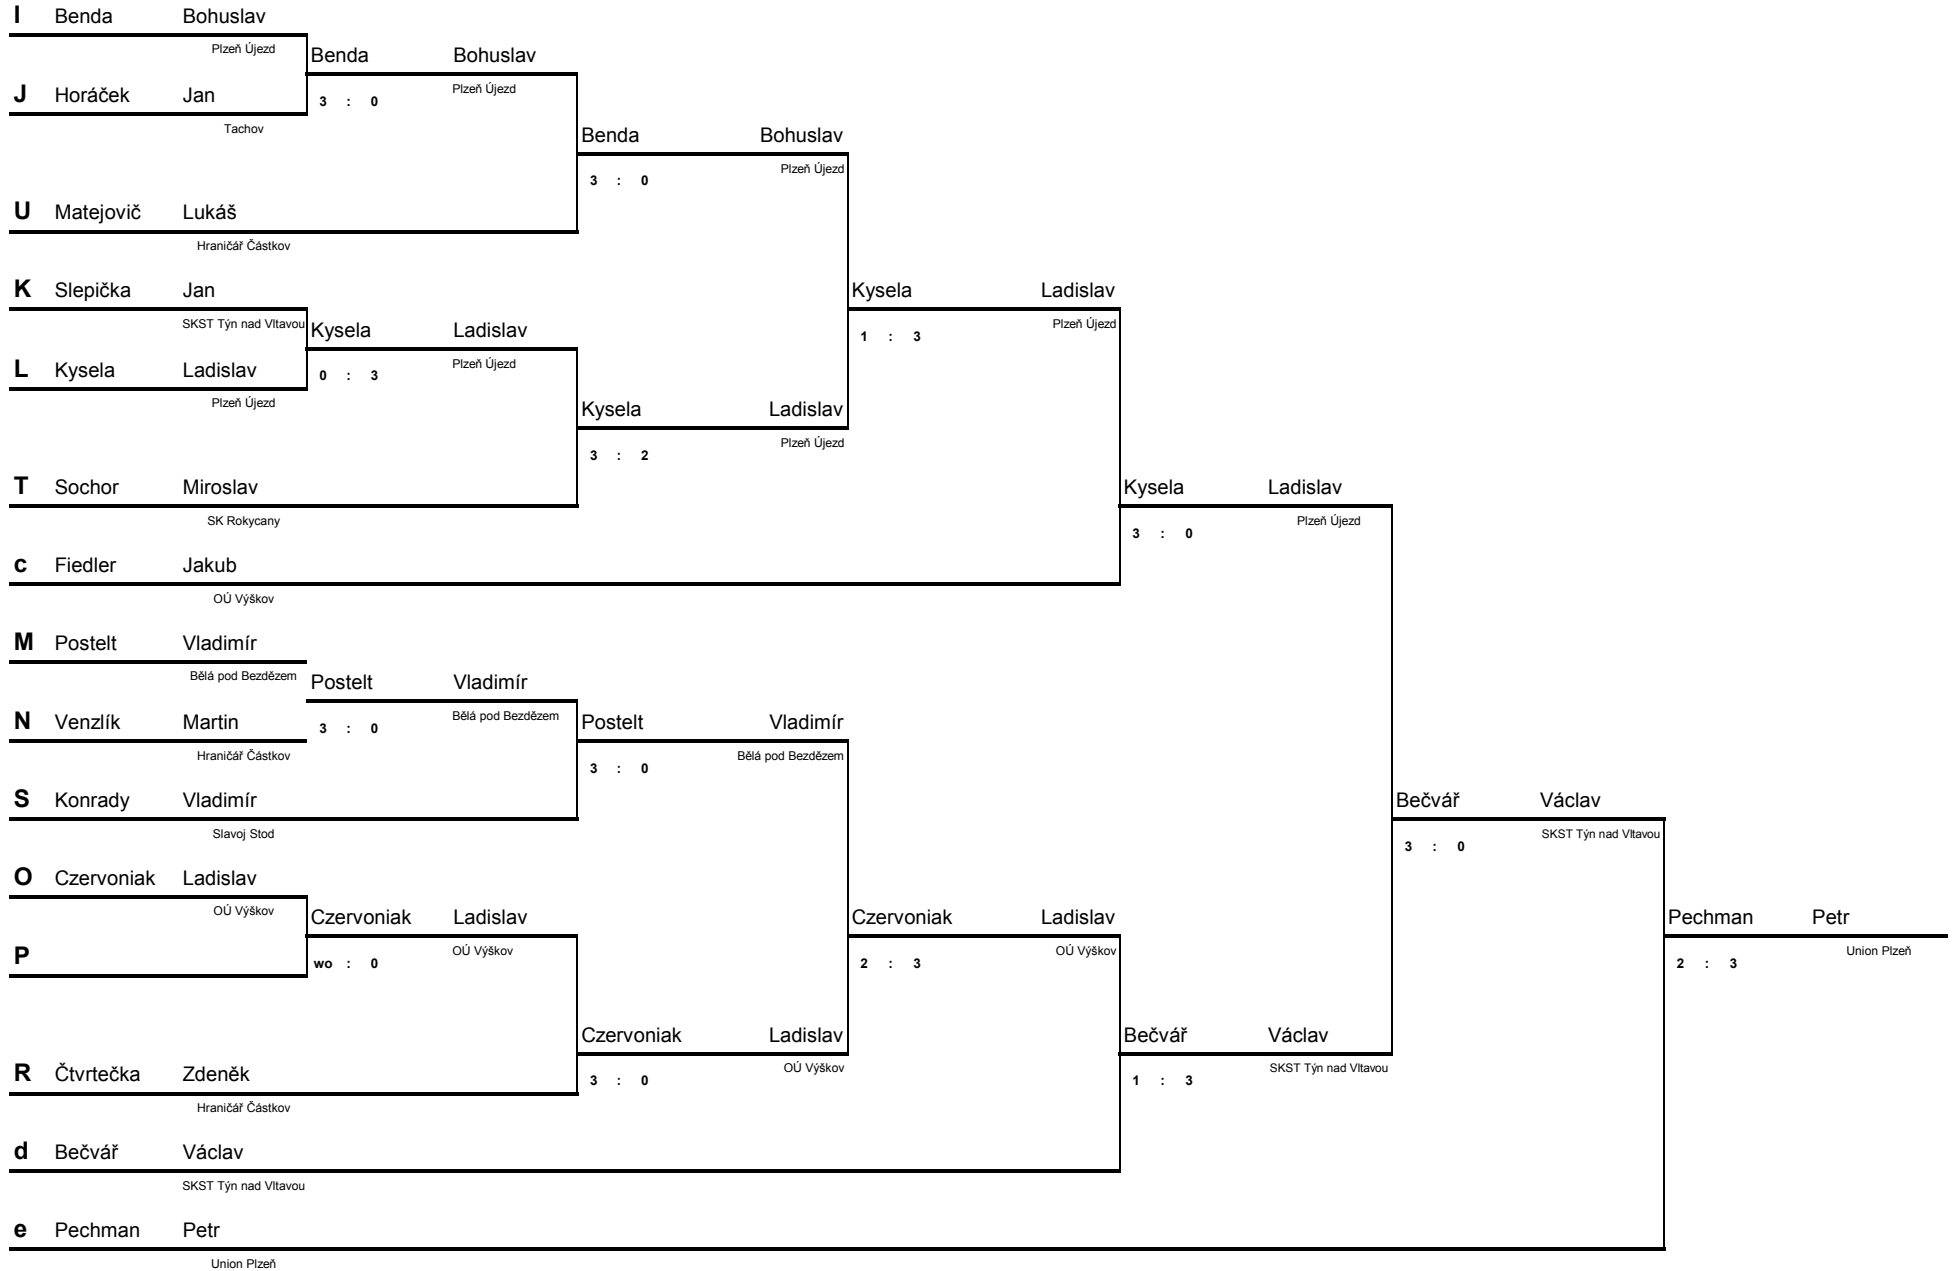 I Benda Bohuslav
Plzeň Újezd
Benda Bohuslav
Plzeň Újezd
J Horáček Jan
3 : 0
Tachov
Benda Bohuslav
Plzeň Újezd
3 : 0
U Matejovič Lukáš
Hraničář Částkov
K Slepička Jan
Kysela Ladislav
SKST Týn nad Vltavou
Plzeň Újezd
Kysela Ladislav
1 : 3
Plzeň Újezd
L Kysela Ladislav
0 : 3
Plzeň Újezd
Kysela Ladislav
Plzeň Újezd
3 : 2
T Sochor Miroslav
Kysela Ladislav
SK Rokycany
Plzeň Újezd
3 : 0
c Fiedler Jakub
OÚ Výškov
M Postelt Vladimír
Bělá pod Bezdězem
Postelt Vladimír
Bělá pod Bezdězem
N Venzlík Martin
3 : 0
Postelt Vladimír
Hraničář Částkov
Bělá pod Bezdězem
3 : 0
S Konrady Vladimír
Bečvář Václav
Slavoj Stod
SKST Týn nad Vltavou
3 : 0
O Czervoniak Ladislav
OÚ Výškov
Czervoniak Ladislav
Czervoniak Ladislav
Pechman Petr
OÚ Výškov
OÚ Výškov
Union Plzeň
P
wo : 0
2 : 3
2 : 3
Czervoniak Ladislav
Bečvář Václav
OÚ Výškov
SKST Týn nad Vltavou
R Čtvrtečka Zdeněk
3 : 0
1 : 3
Hraničář Částkov
d Bečvář Václav
SKST Týn nad Vltavou
e Pechman Petr
Union Plzeň